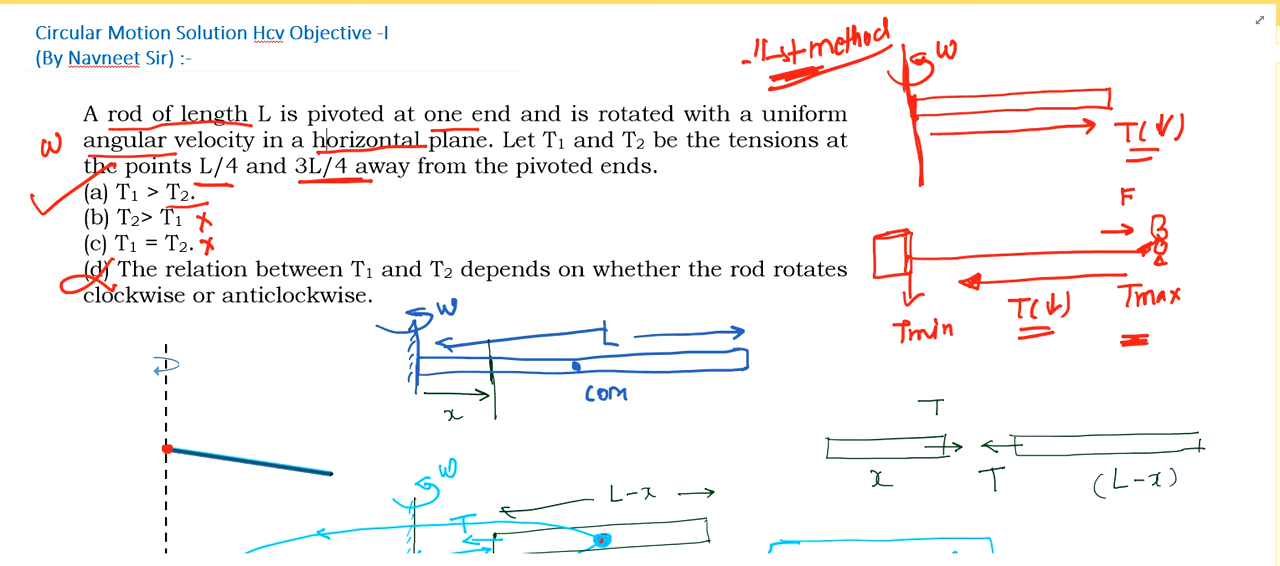 Circular Motion Solution Hcv Objective -I
(By Navneet Sir) :-
IIst method
ω
A rod of length L is pivoted at one end and is rotated with a uniform
ω angular velocity in a horizontal plane. Let T1 and T2 be the tensions at
the points L/4 and 3L/4 away from the pivoted ends.
(a) T1 > T2.
(b) T2> T1
(c) T1 = T2.
(d) The relation between T1 and T2 depends on whether the rod rotates
clockwise or anticlockwise.
T(↓)
F
Tmin
T(↓)
Tmax
ω
L
com
x
T
x
T
(L-x)
ω
L-x
T